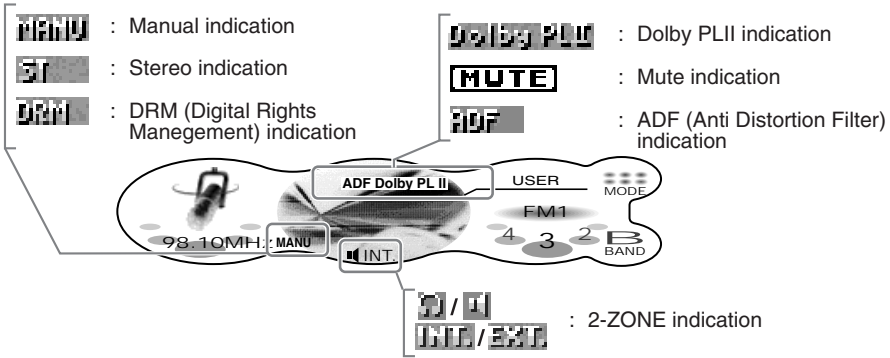 MANU : Manual indication
ST : Stereo indication
DRM : DRM (Digital Rights
Manegement) indication
Dolby PLII : Dolby PLII indication
MUTE : Mute indication
ADF : ADF (Anti Distortion Filter)
indication
ADF Dolby PL II
USER
MODE
FM1
98.10MHz MANU
4 3 2
B
BAND
INT.
/
INT. / EXT. : 2-ZONE indication